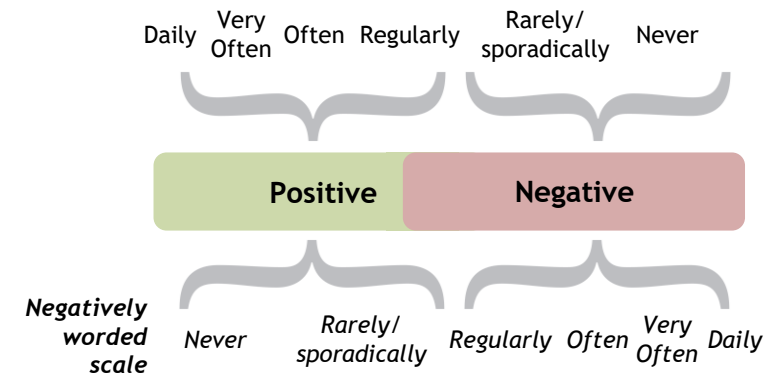 Daily Very Often Often Regularly Rarely/ sporadically Never
Positive Negative
Negatively worded scale Never Rarely/ sporadically Regularly Often Very Often Daily